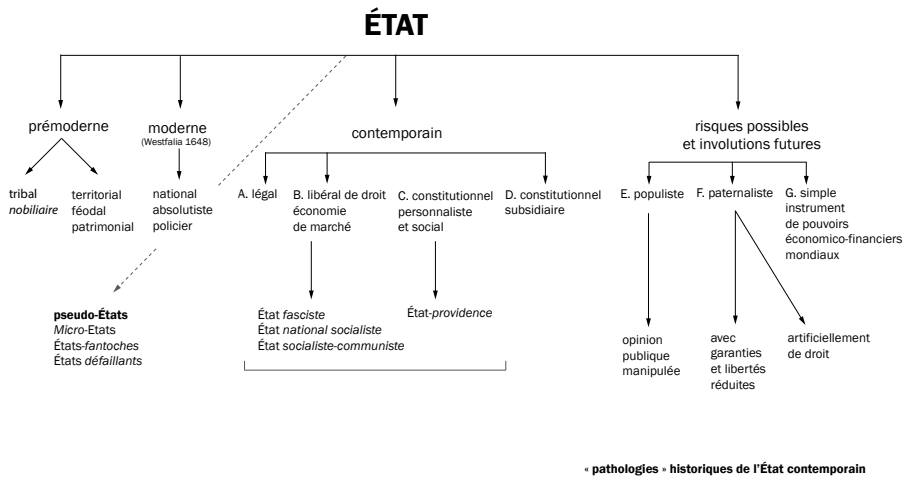 ÉTAT
prémoderne
moderne
(Westfalia 1648)
contemporain
risques possibles
et involutions futures
tribal
nobiliaire
territorial
féodal
patrimonial
national
absolutiste
policier
A. légal
B. libéral de droit
économie
de marché
C. constitutionnel
personnaliste
et social
D. constitutionnel
subsidiaire
E. populiste
F. paternaliste
G. simple
instrument
de pouvoirs
économico-financiers
mondiaux
pseudo-États
Micro-Etats
États-fantoches
États défaillants
État fasciste
État national socialiste
État socialiste-communiste
État-providence
opinion
publique
manipulée
avec
garanties
et libertés
réduites
artificiellement
de droit
« pathologies » historiques de l'État contemporain